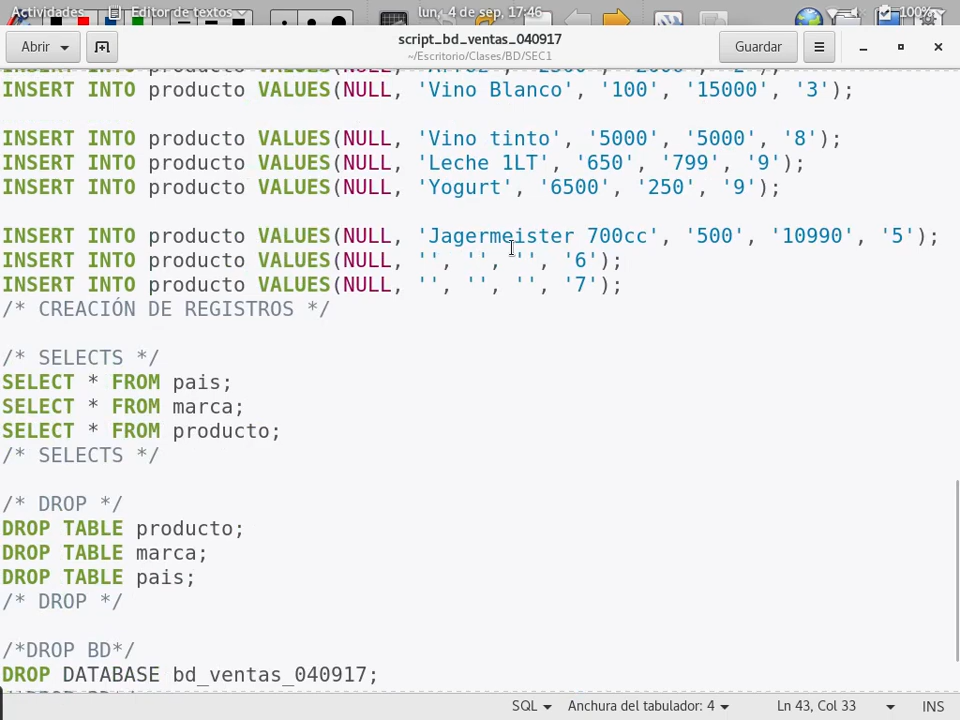 Actividades
Editor de textos
lun, 4 de sep, 17:46
100%
Abrir
script_bd_ventas_040917
~/Escritorio/Clases/BD/SEC1
Guardar
INSERT INTO producto VALUES(NULL, 'Vino Blanco', '100', '15000', '3');
INSERT INTO producto VALUES(NULL, 'Vino tinto', '5000', '5000', '8');
INSERT INTO producto VALUES(NULL, 'Leche 1LT', '650', '799', '9');
INSERT INTO producto VALUES(NULL, 'Yogurt', '6500', '250', '9');
INSERT INTO producto VALUES(NULL, 'Jagermeister 700cc', '500', '10990', '5');
INSERT INTO producto VALUES(NULL, '', '', '', '6');
INSERT INTO producto VALUES(NULL, '', '', '', '7');
/* CREACIÓN DE REGISTROS */
/* SELECTS */
SELECT * FROM pais;
SELECT * FROM marca;
SELECT * FROM producto;
/* SELECTS */
/* DROP */
DROP TABLE producto;
DROP TABLE marca;
DROP TABLE pais;
/* DROP */
/*DROP BD*/
DROP DATABASE bd_ventas_040917;
SQL
Anchura del tabulador: 4
Ln 43, Col 33
INS